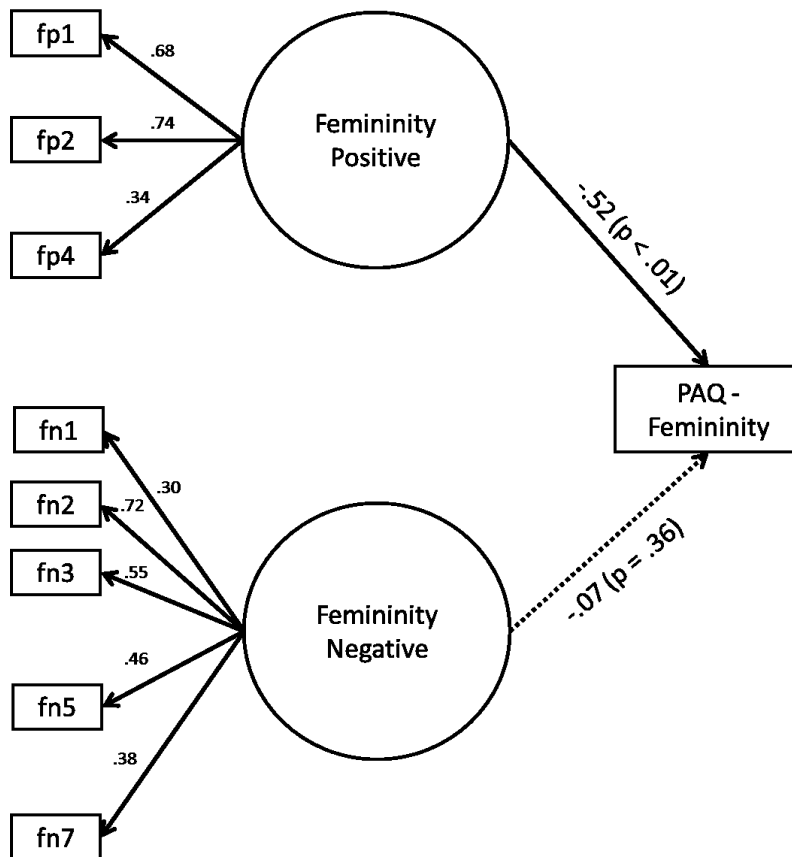 fp1
.68
fp2
.74
.34
fp4
Femininity
Positive
-.52 (p < .01)
PAQ -
Femininity
fn1
.30
fn2
.72
fn3
.55
Femininity
Negative
-.07 (p = .36)
.46
fn5
.38
fn7